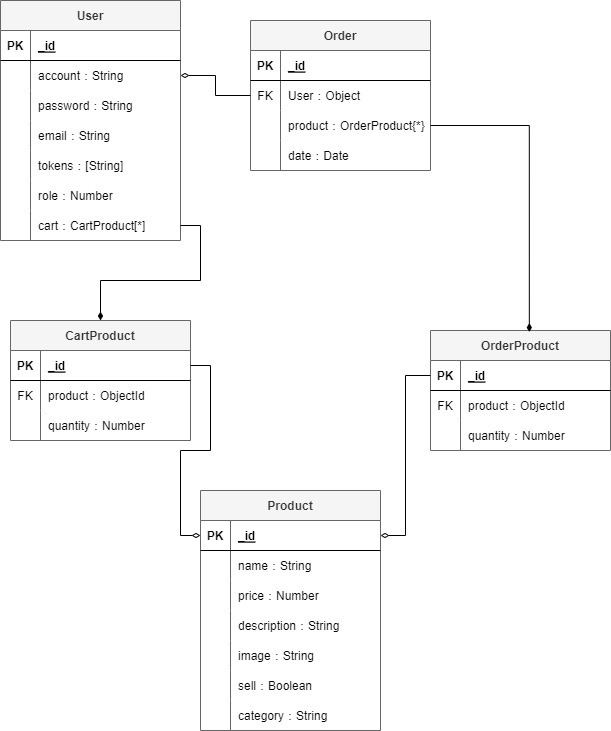 User
PK _id
account : String
password : String
email : String
tokens : [String]
role : Number
cart : CartProduct[*]
Order
PK _id
FK User : Object
product : OrderProduct{*}
date : Date
CartProduct
PK _id
FK product : ObjectId
quantity : Number
OrderProduct
PK _id
FK product : ObjectId
quantity : Number
Product
PK _id
name : String
price : Number
description : String
image : String
sell : Boolean
category : String